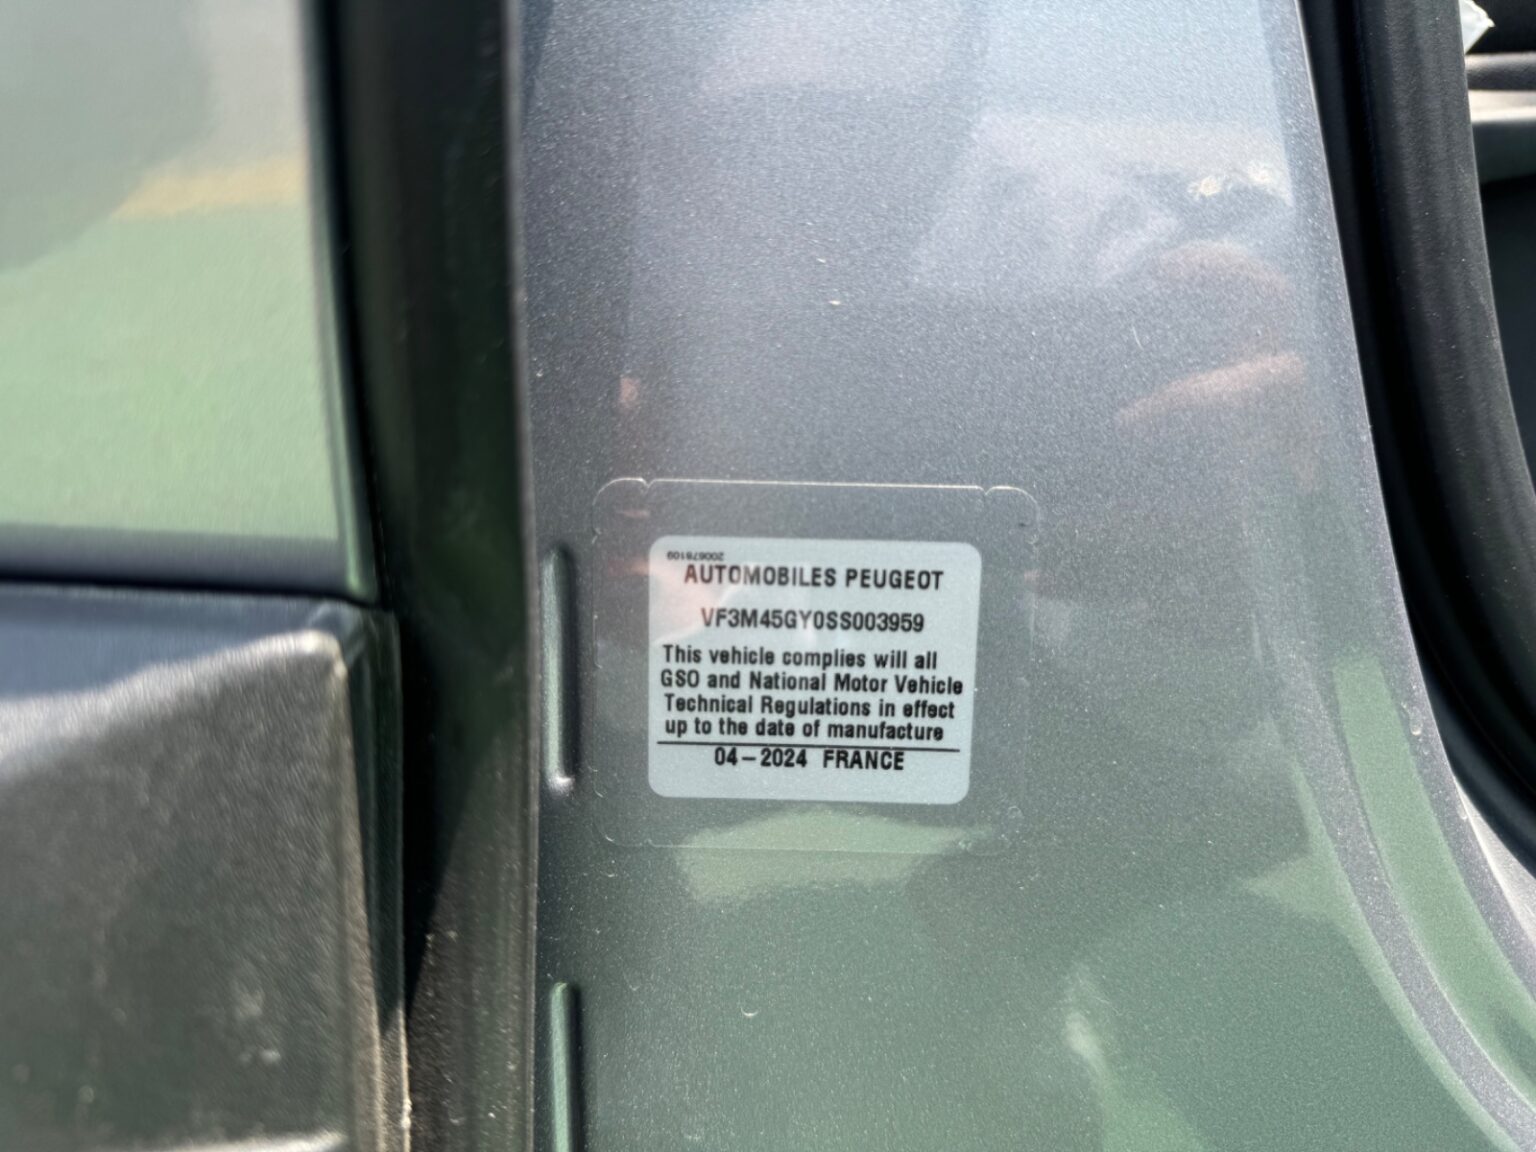 200678109
AUTOMOBILES PEUGEOT
VF3M45GY0SS003959
This vehicle complies will all
GSO and National Motor Vehicle
Technical Regulations in effect
up to the date of manufacture
04-2024 FRANCE